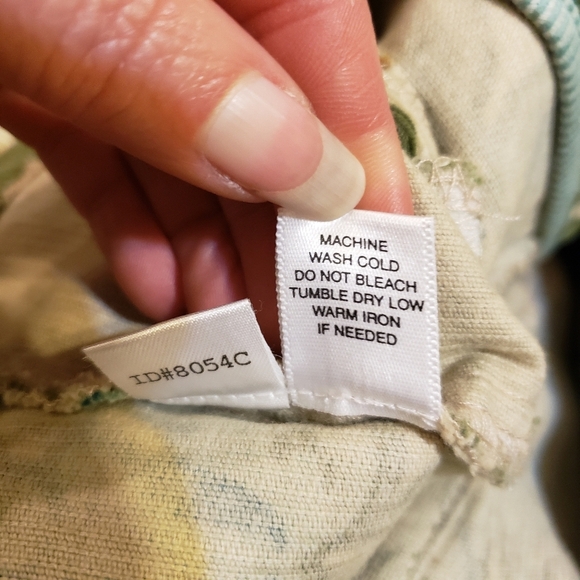 MACHINE
WASH COLD
DO NOT BLEACH
TUMBLE DRY LOW
WARM IRON
IF NEEDED
ID#8054C